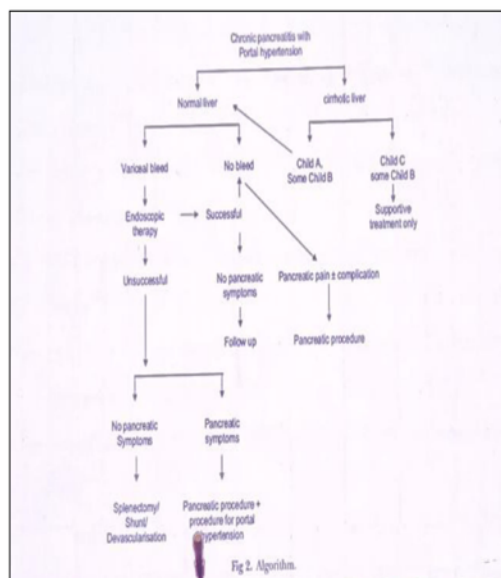 Chronic pancrealitis with
Portal hypertension
Normal liver
cirrhotic liver
Variceal bleed
No bleed
Child A,
Some Child B
Child C
some Child B
Endoscopic
therapy
Successful
Supportive
treatment only
Unsuccessful
No pancreatic
symptoms
Pancreatic pain ± complication
Follow up
Pancreatic procedure
No pancreatic
Symptoms
Pancreatic
symptoms
Splenectomy/
Shunt/
Devascularisation
Pancreatic procedure +
procedure for portal
hypertension
Fig 2. Algorithm.